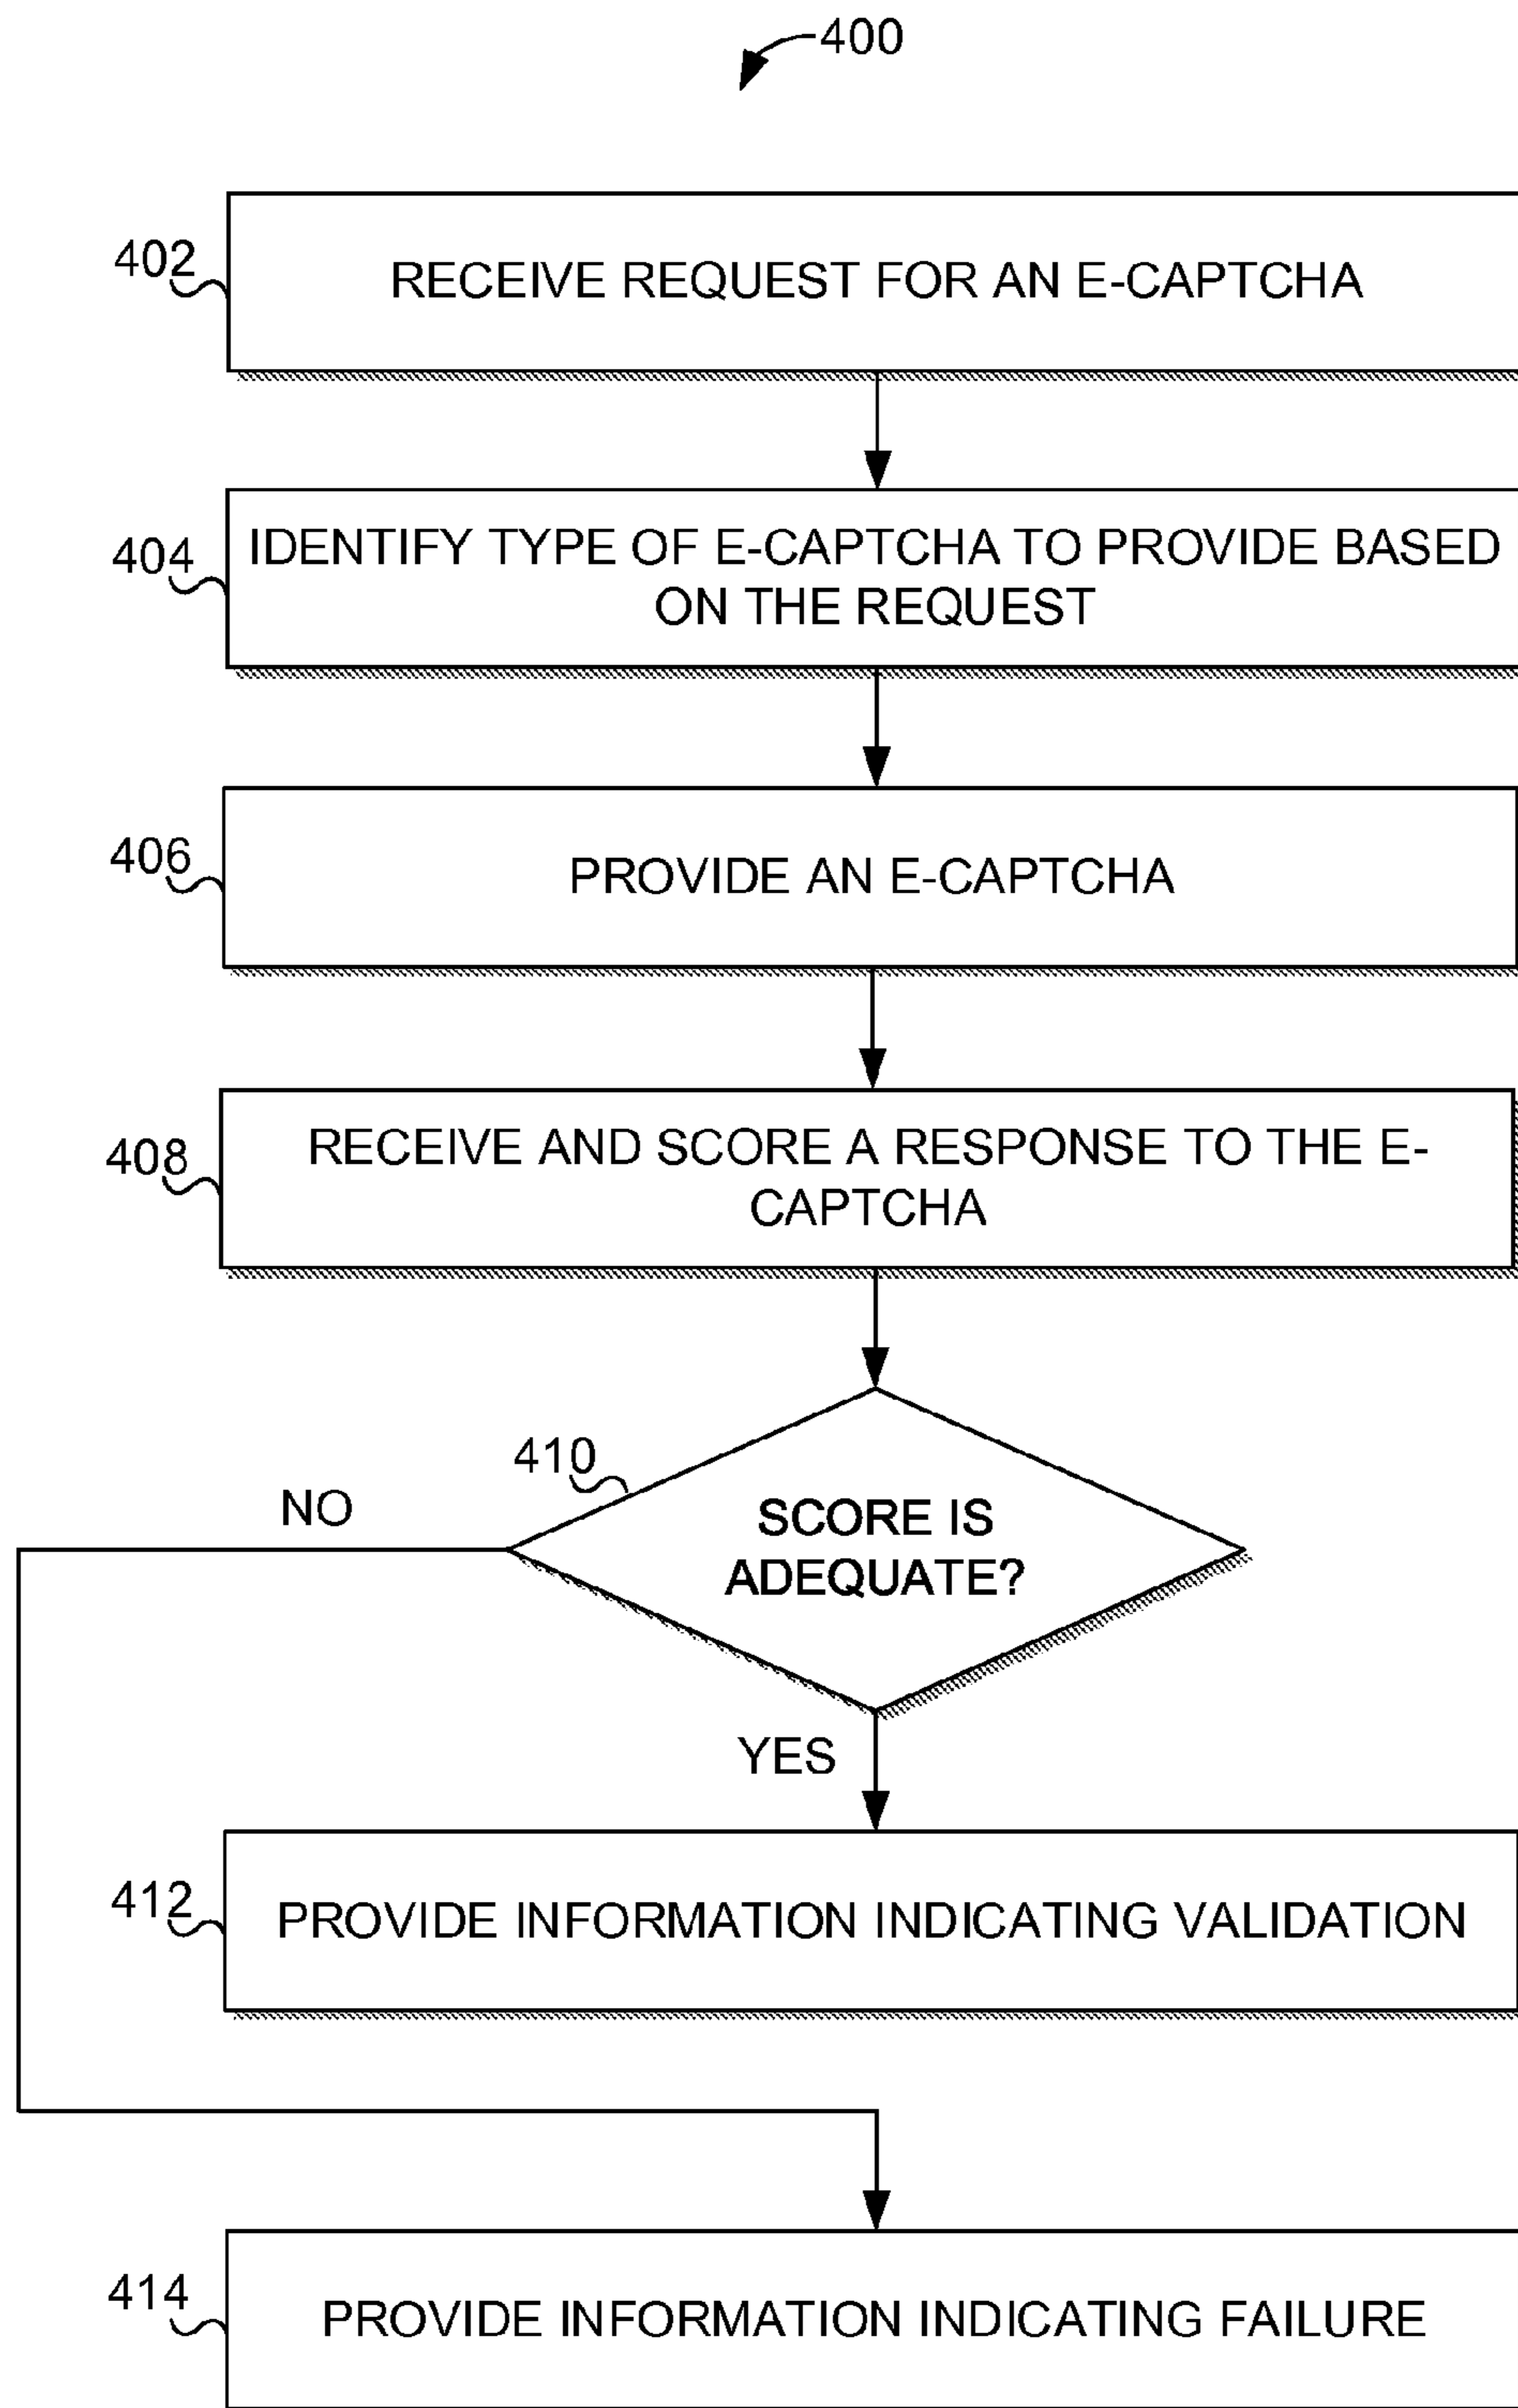 400
402
RECEIVE REQUEST FOR AN E-CAPTCHA
404
IDENTIFY TYPE OF E-CAPTCHA TO PROVIDE BASED
ON THE REQUEST
406
PROVIDE AN E-CAPTCHA
408
RECEIVE AND SCORE A RESPONSE TO THE E-
CAPTCHA
410
NO
SCORE IS
ADEQUATE?
YES
412
PROVIDE INFORMATION INDICATING VALIDATION
414
PROVIDE INFORMATION INDICATING FAILURE